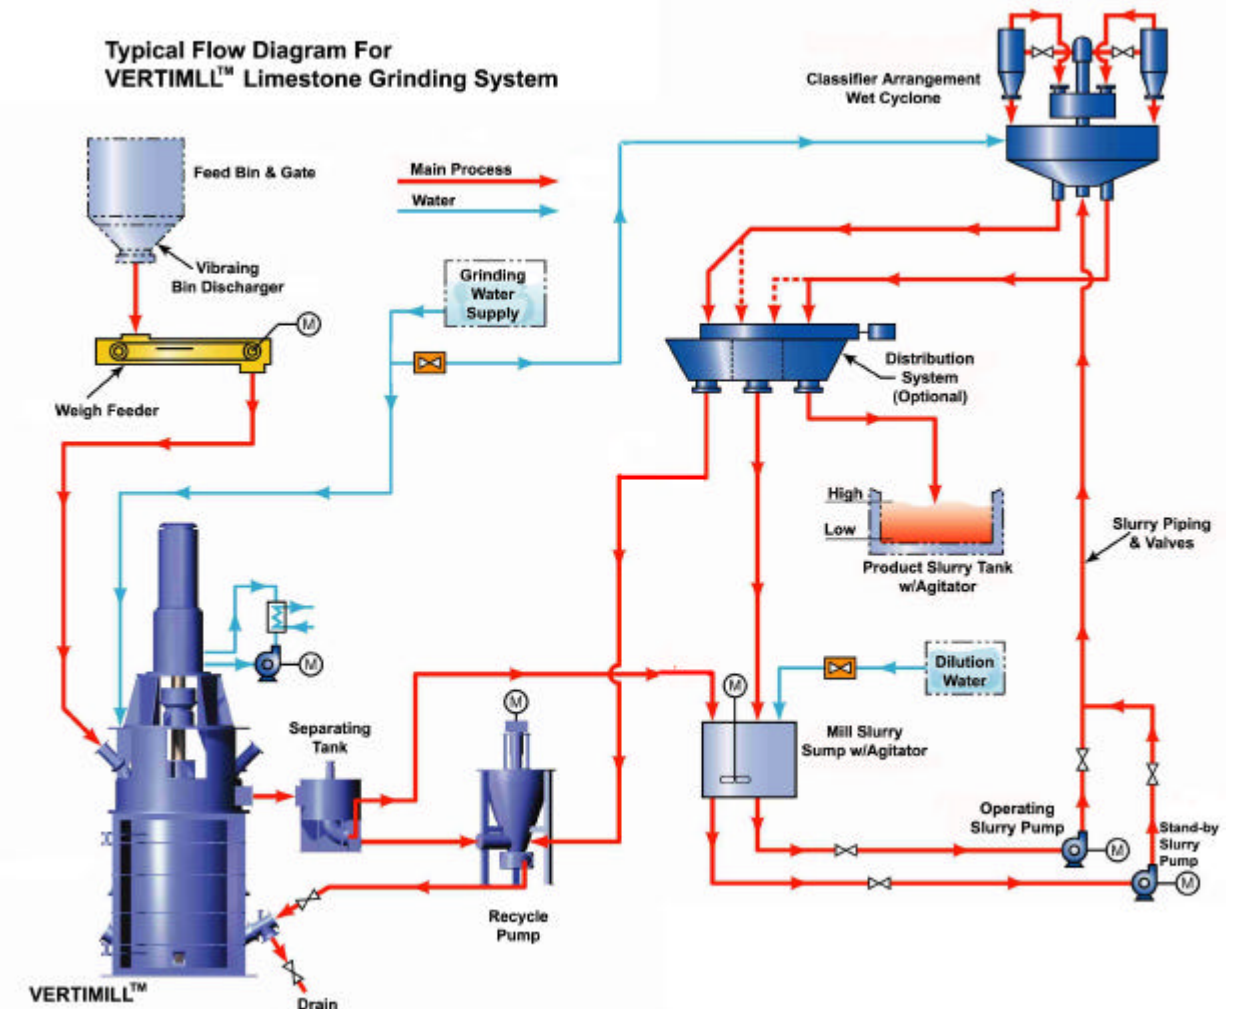 Typical Flow Diagram For
VERTIMLL™ Limestone Grinding System
Classifier Arrangement
Wet Cyclone
Feed Bin & Gate
Main Process
Water
Vibraing
Bin Discharger
Grinding
Water
Supply
M
Weigh Feeder
Distribution
System
(Optional)
High
Low
Product Slurry Tank
w/Agitator
Slurry Piping
& Valves
M
Dilution
Water
M
M
Separating
Tank
Mill Slurry
Sump w/Agitator
Operating
Slurry Pump
M
Stand-by
Slurry
Pump
M
Recycle
Pump
VERTIMILL™
Drain